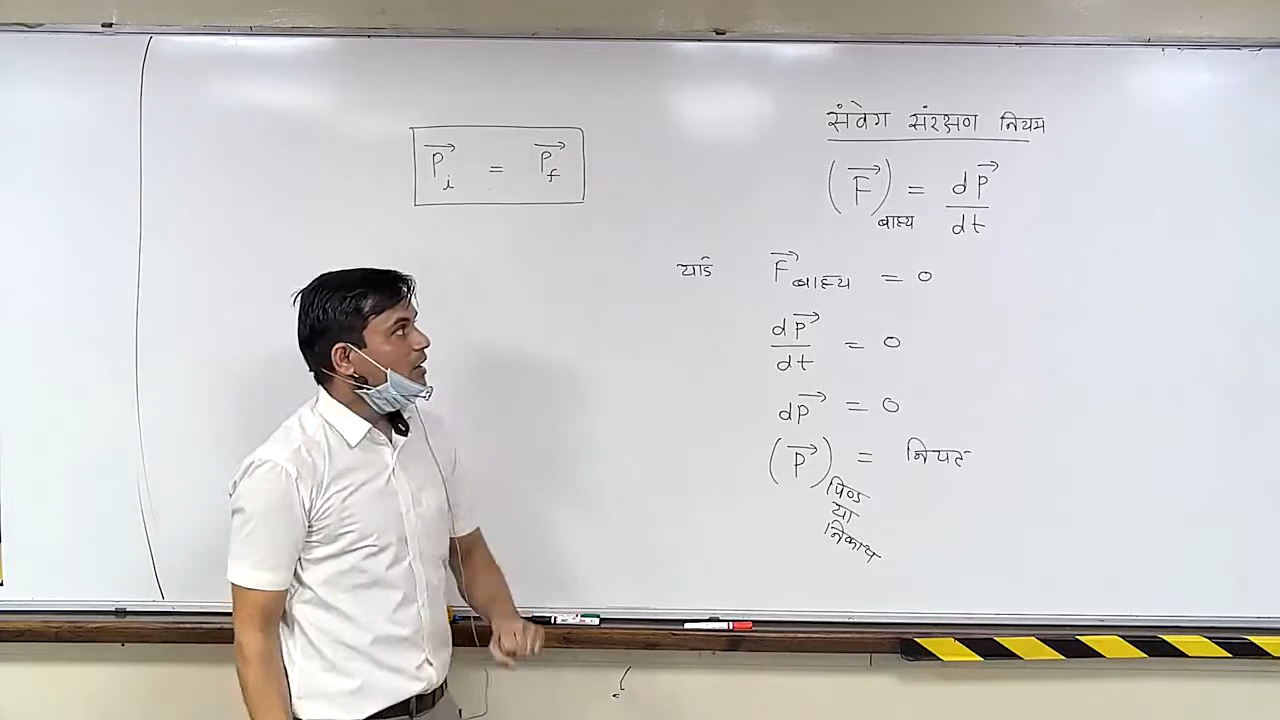 संवेग संरक्षण नियम
(F⃗)बाह्य = dP⃗/dt
यदि F⃗बाह्य = 0
dP⃗/dt = 0
dP⃗ = 0
(P⃗)पिण्ड या निकाय = नियत
P⃗i = P⃗f